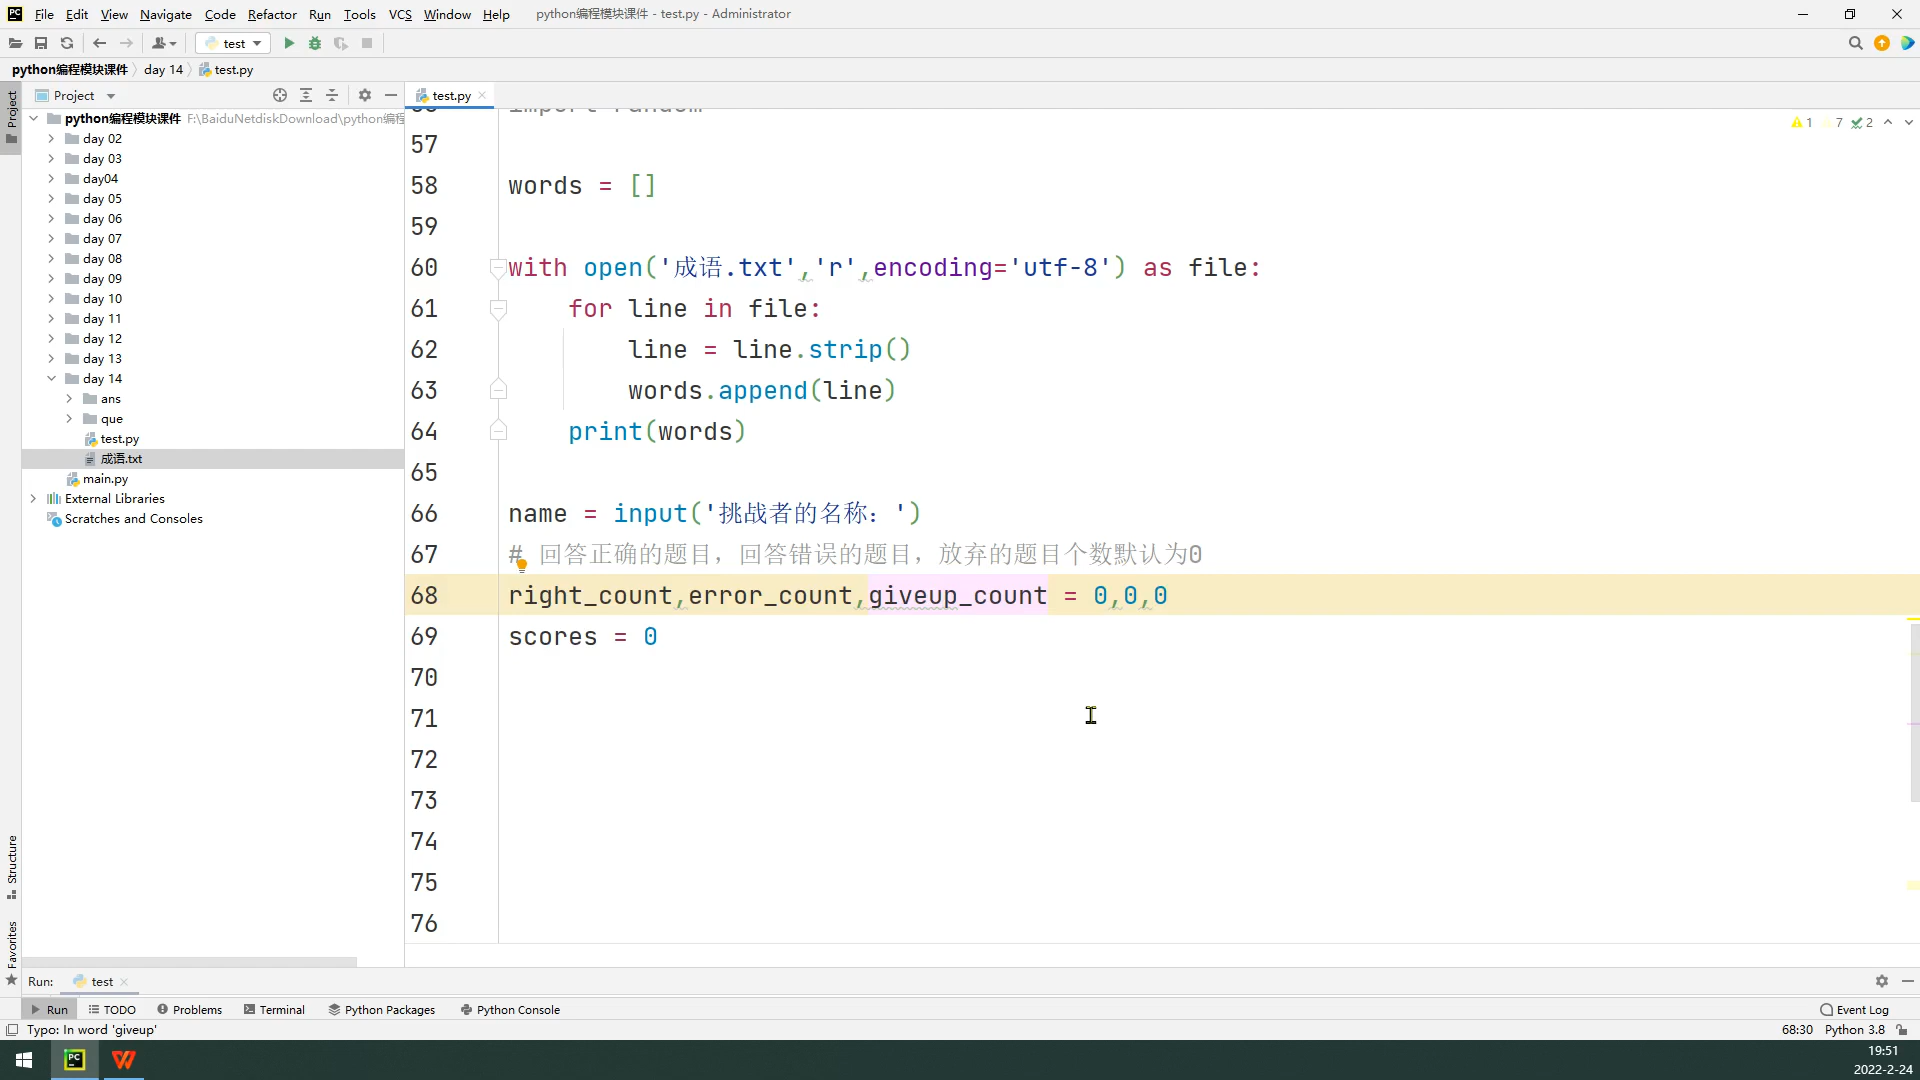 File Edit View Navigate Code Refactor Run Tools VCS Window Help python编程模块课件 - test.py - Administrator
test
python编程模块课件 day 14 test.py
Project
Project
test.py
python编程模块课件 F:\BaiduNetdiskDownload\python编程
day 02
day 03
day04
day 05
day 06
day 07
day 08
day 09
day 10
day 11
day 12
day 13
day 14
ans
que
test.py
成语.txt
main.py
External Libraries
Scratches and Consoles
1 7 2
import random
57
58 words = []
59
60 with open('成语.txt','r',encoding='utf-8') as file:
61 for line in file:
62 line = line.strip()
63 words.append(line)
64 print(words)
65
66 name = input('挑战者的名称：')
67 # 回答正确的题目，回答错误的题目，放弃的题目个数默认为0
68 right_count,error_count,giveup_count = 0,0,0
69 scores = 0
70
71
72
73
74
75
76
Structure
Favorites
Run: test
Run TODO Problems Terminal Python Packages Python Console Event Log
Typo: In word 'giveup' 68:30 Python 3.8
19:51
2022-2-24